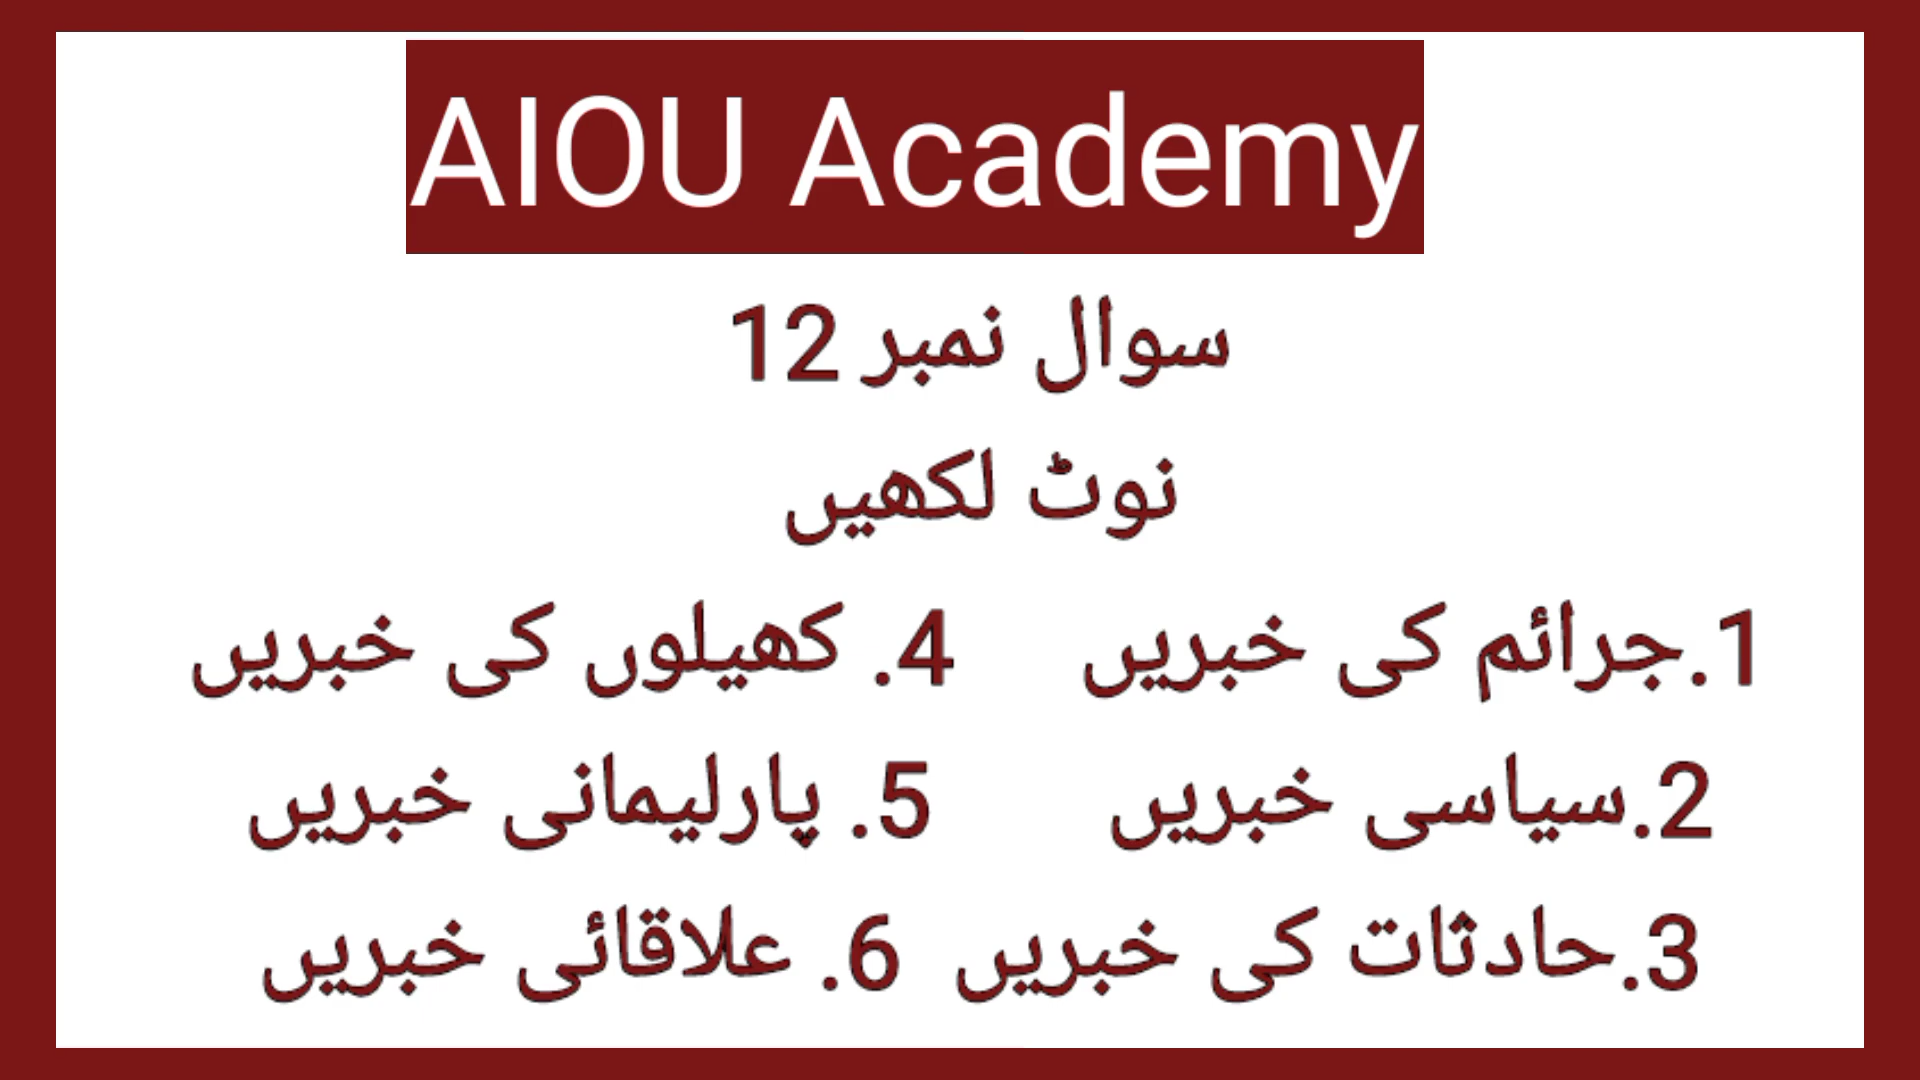 AIOU Academy
سوال نمبر 12
نوٹ لکھیں
1.جرائم کی خبریں 4. کھیلوں کی خبریں
2.سیاسی خبریں 5. پارلیمانی خبریں
3.حادثات کی خبریں 6. علاقائی خبریں